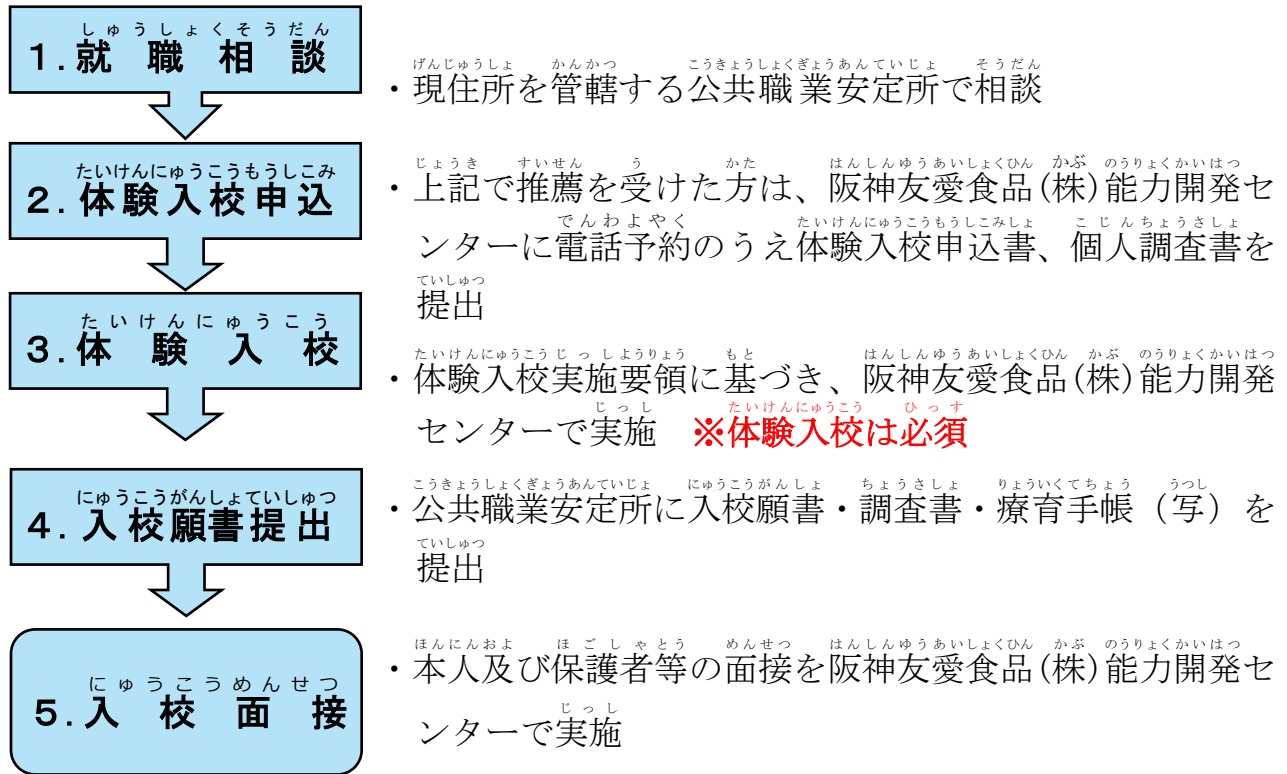 しゅうしょくそうだん
1.就職相談
げんじゅうしょ かんかつ こうきょうしょくぎょうあんていじょ そうだん
・現住所を管轄する公共職業安定所で相談
たいけんにゅうこうもうしこみ
2.体験入校申込
じょうき すいせん う かた はんしんゆうあいしょくひん かぶ のうりょくかいはつ
・上記で推薦を受けた方は、阪神友愛食品(株)能力開発セ
でんわよやく たいけんにゅうこうもうしこみしょ こじんちょうさしょ
ンターに電話予約のうえ体験入校申込書、個人調査書を
ていしゅつ
提出
たいけんにゅうこう
3.体験入校
たいけんにゅうこうじっしようりょう もと はんしんゆうあいしょくひん かぶ のうりょくかいはつ
・体験入校実施要領に基づき、阪神友愛食品(株)能力開発
じっし たいけんにゅうこう ひっす
センターで実施 ※体験入校は必須
にゅうこうがんしょていしゅつ
4.入校願書提出
こうきょうしょくぎょうあんていじょ にゅうこうがんしょ ちょうさしょ りょういくてちょう うつし
・公共職業安定所に入校願書・調査書・療育手帳（写）を
ていしゅつ
提出
にゅうこうめんせつ
5.入校面接
ほんにんおよ ほごしゃとう めんせつ はんしんゆうあいしょくひん かぶ のうりょくかいはつ
・本人及び保護者等の面接を阪神友愛食品(株)能力開発セ
じっし
ンターで実施